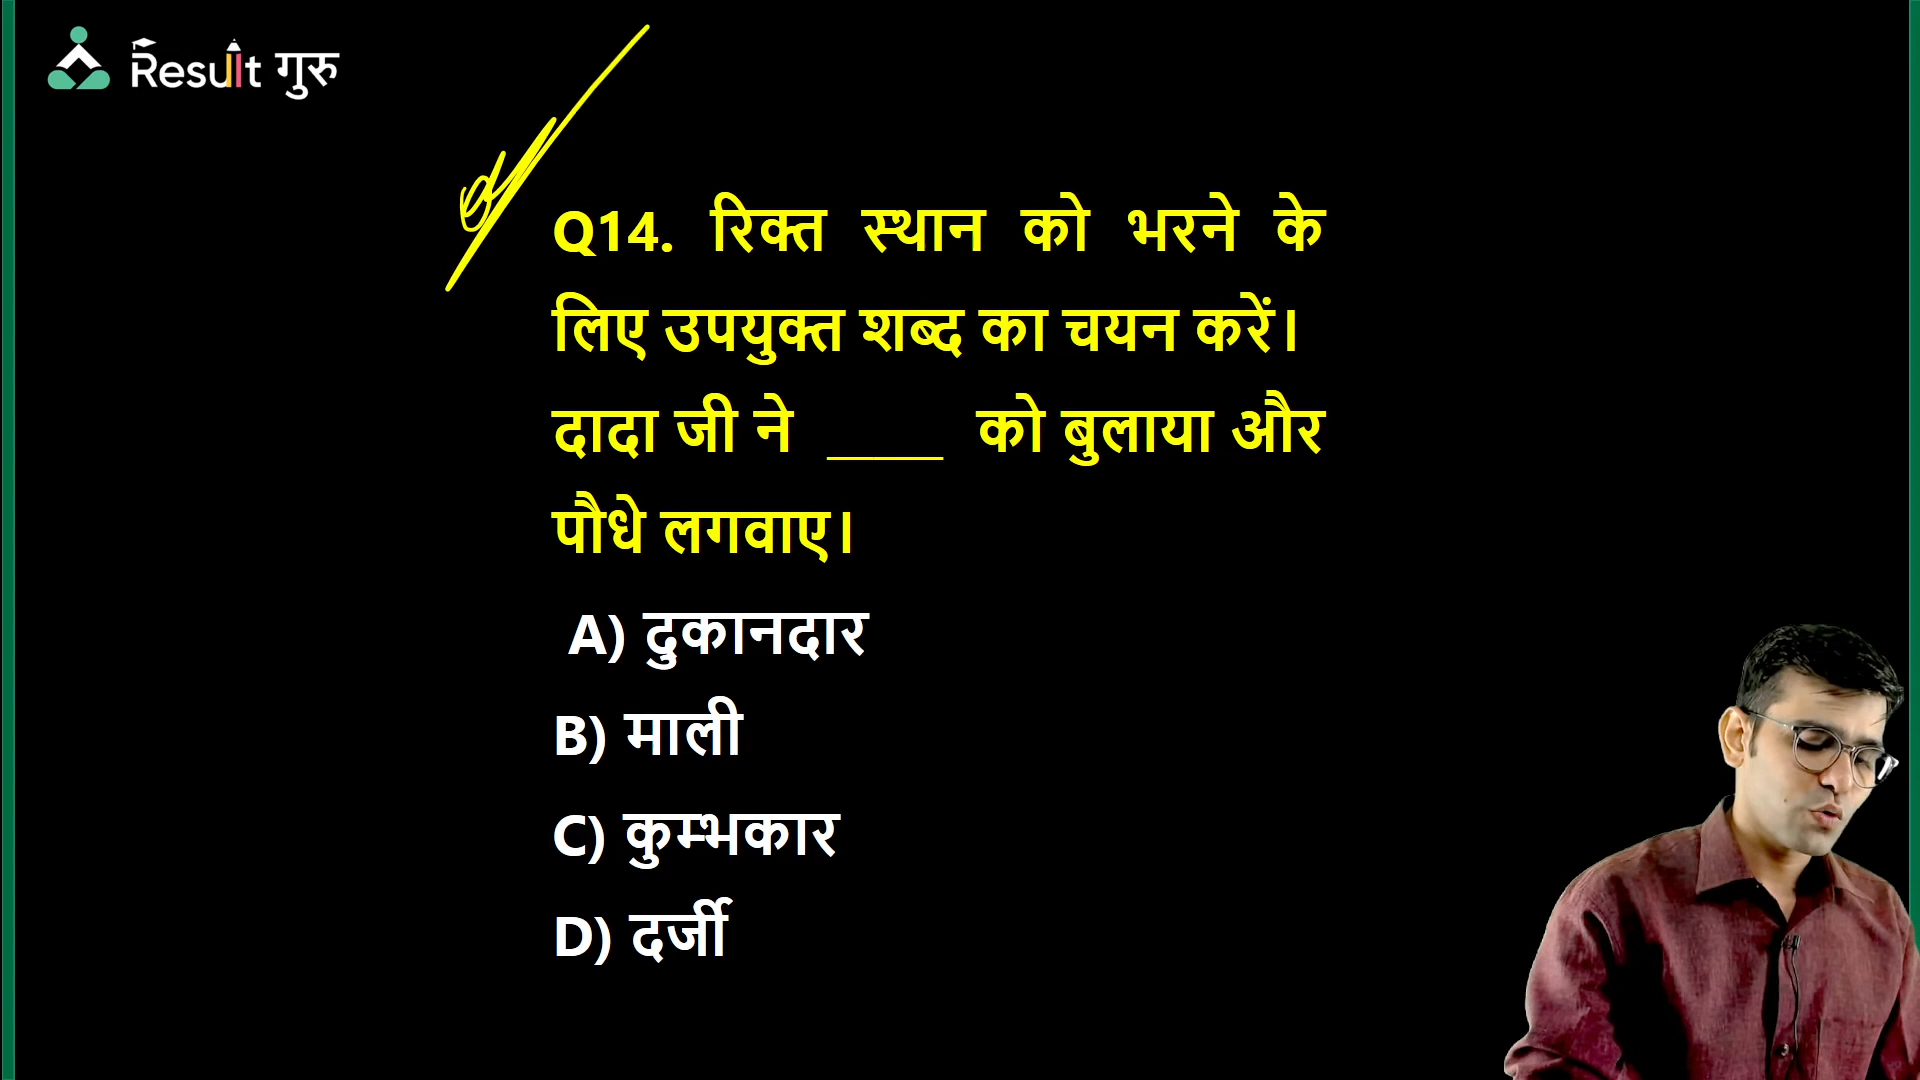 Result गुरु
Q14. रिक्त स्थान को भरने के
लिए उपयुक्त शब्द का चयन करें।
दादा जी ने ____ को बुलाया और
पौधे लगवाए।
A) दुकानदार
B) माली
C) कुम्भकार
D) दर्जी